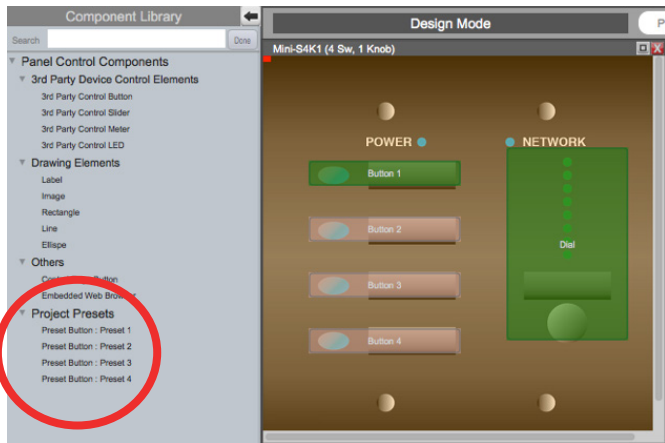 Component Library
Search
Done
Panel Control Components
3rd Party Device Control Elements
3rd Party Control Button
3rd Party Control Slider
3rd Party Control Meter
3rd Party Control LED
Drawing Elements
Label
Image
Rectangle
Line
Ellispe
Others
Button
Embedded Web Browser
Project Presets
Preset Button : Preset 1
Preset Button : Preset 2
Preset Button : Preset 3
Preset Button : Preset 4
Design Mode
P
Mini-S4K1 (4 Sw, 1 Knob)
POWER
NETWORK
Button 1
Button 2
Button 3
Button 4
Dial